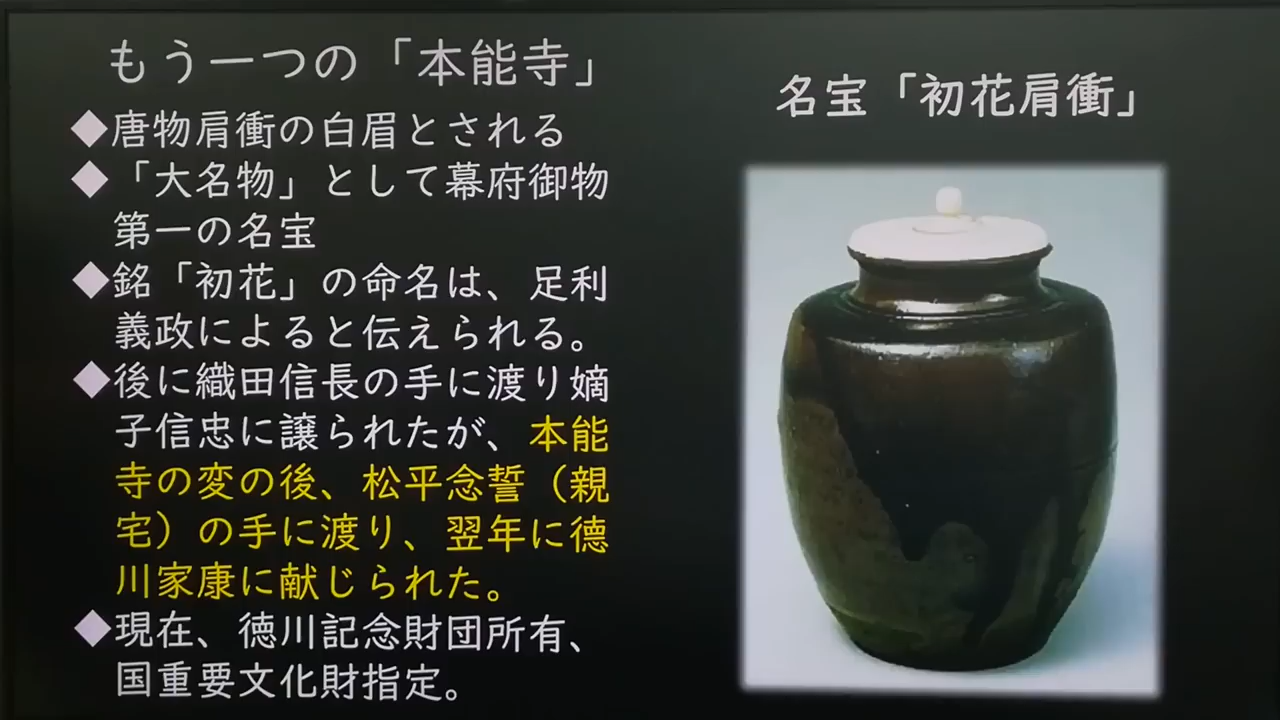 もう一つの「本能寺」
◆唐物肩衝の白眉とされる
◆「大名物」として幕府御物
第一の名宝
◆銘「初花」の命名は、足利
義政によると伝えられる。
◆後に織田信長の手に渡り嫡
子信忠に譲られたが、本能
寺の変の後、松平念誓（親
宅）の手に渡り、翌年に徳
川家康に献じられた。
◆現在、徳川記念財団所有、
国重要文化財指定。
名宝「初花肩衝」